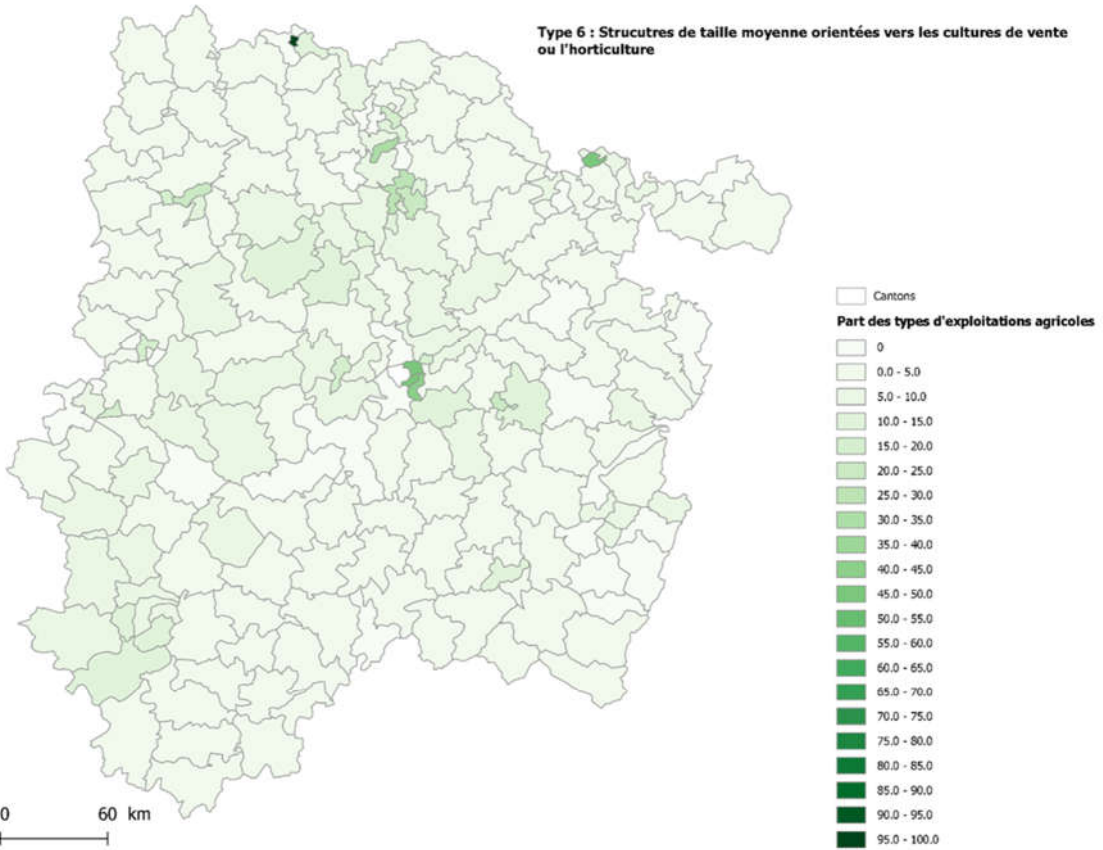 Type 6 : Strucutres de taille moyenne orientées vers les cultures de vente
ou l'horticulture
Cantons
Part des types d'exploitations agricoles
0
0.0 - 5.0
5.0 - 10.0
10.0 - 15.0
15.0 - 20.0
20.0 - 25.0
25.0 - 30.0
30.0 - 35.0
35.0 - 40.0
40.0 - 45.0
45.0 - 50.0
50.0 - 55.0
55.0 - 60.0
60.0 - 65.0
65.0 - 70.0
70.0 - 75.0
75.0 - 80.0
80.0 - 85.0
85.0 - 90.0
90.0 - 95.0
95.0 - 100.0
0 60 km